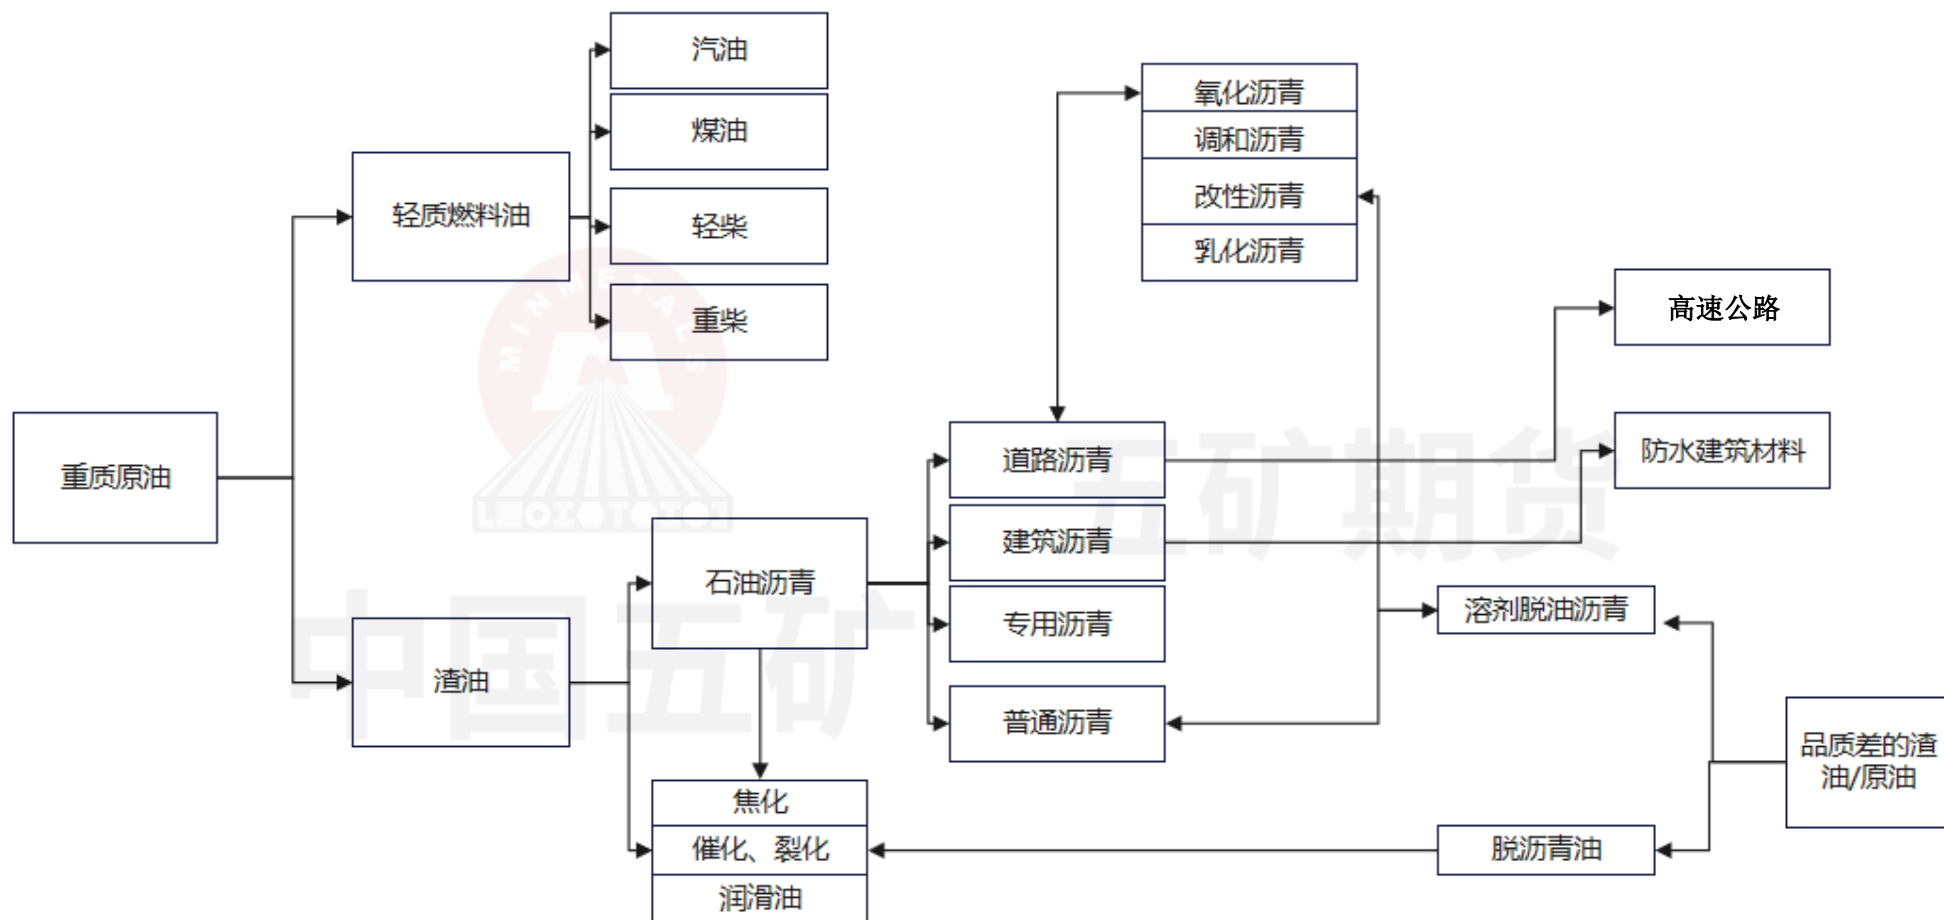 汽油
煤油
轻质燃料油
轻柴
重柴
氧化沥青
调和沥青
改性沥青
乳化沥青
高速公路
防水建筑材料
重质原油
道路沥青
建筑沥青
石油沥青
专用沥青
溶剂脱油沥青
渣油
普通沥青
品质差的渣
油/原油
焦化
催化、裂化
脱沥青油
润滑油
MINMETALS
五矿期货
中国五矿